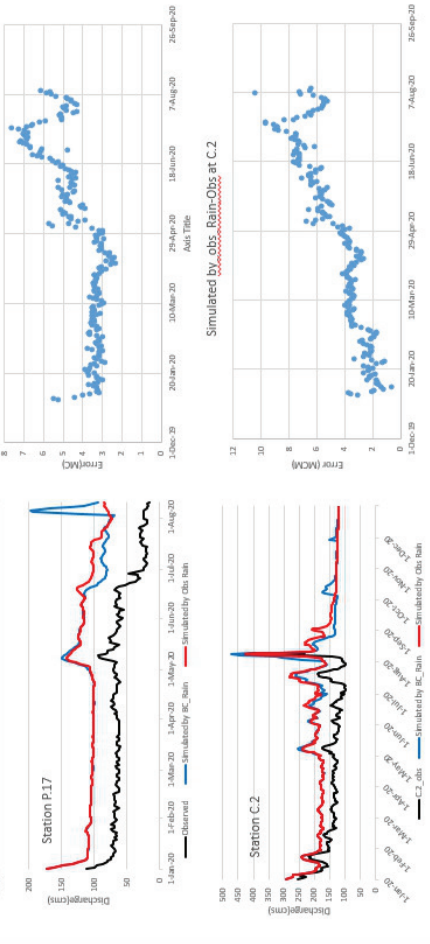 Station P.17
Discharge(cms)
200
150
100
50
0
1-Jan-20 1-Feb-20 1-Mar-20 1-Apr-20 1-May-20 1-Jun-20 1-Jul-20 1-Aug-20
Observed Simulated by BC_Rain Simulated by Obs Rain
Error(MC)
8
7
6
5
4
3
2
1
0
1-Dec-19 20-Jan-20 10-Mar-20 29-Apr-20 18-Jun-20 7-Aug-20 26-Sep-20
Axis Title
Station C.2
Discharge(cms)
500
450
400
350
300
250
200
150
100
50
0
1-Jan-20 1-Feb-20 1-Mar-20 1-Apr-20 1-May-20 1-Jun-20 1-Jul-20 1-Aug-20 1-Sep-20 1-Oct-20 1-Nov-20 1-Dec-20
C.2_obs Simulated by BC_Rain Simulated by Obs Rain
Simulated by_obs_Rain-Obs at C.2
Error (MCM)
12
10
8
6
4
2
0
1-Dec-19 20-Jan-20 10-Mar-20 29-Apr-20 18-Jun-20 7-Aug-20 26-Sep-20